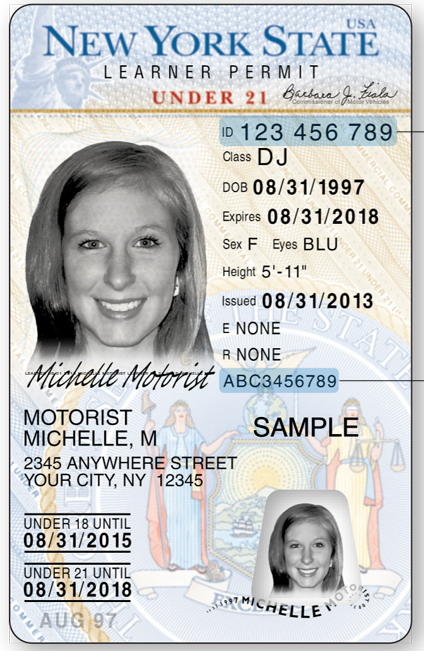 USA
NEW YORK STATE
LEARNER PERMIT
UNDER 21
Barbara J. Fiala
Commissioner of Motor Vehicles
ID 123 456 789
Class DJ
DOB 08/31/1997
Expires 08/31/2018
Sex F Eyes BLU
Height 5'-11"
Issued 08/31/2013
E NONE
R NONE
Michelle Motorist
ABC3456789
MOTORIST
MICHELLE, M
SAMPLE
2345 ANYWHERE STREET
YOUR CITY, NY 12345
UNDER 18 UNTIL
08/31/2015
UNDER 21 UNTIL
08/31/2018
MICHELLE MOTORIST
AUG 97